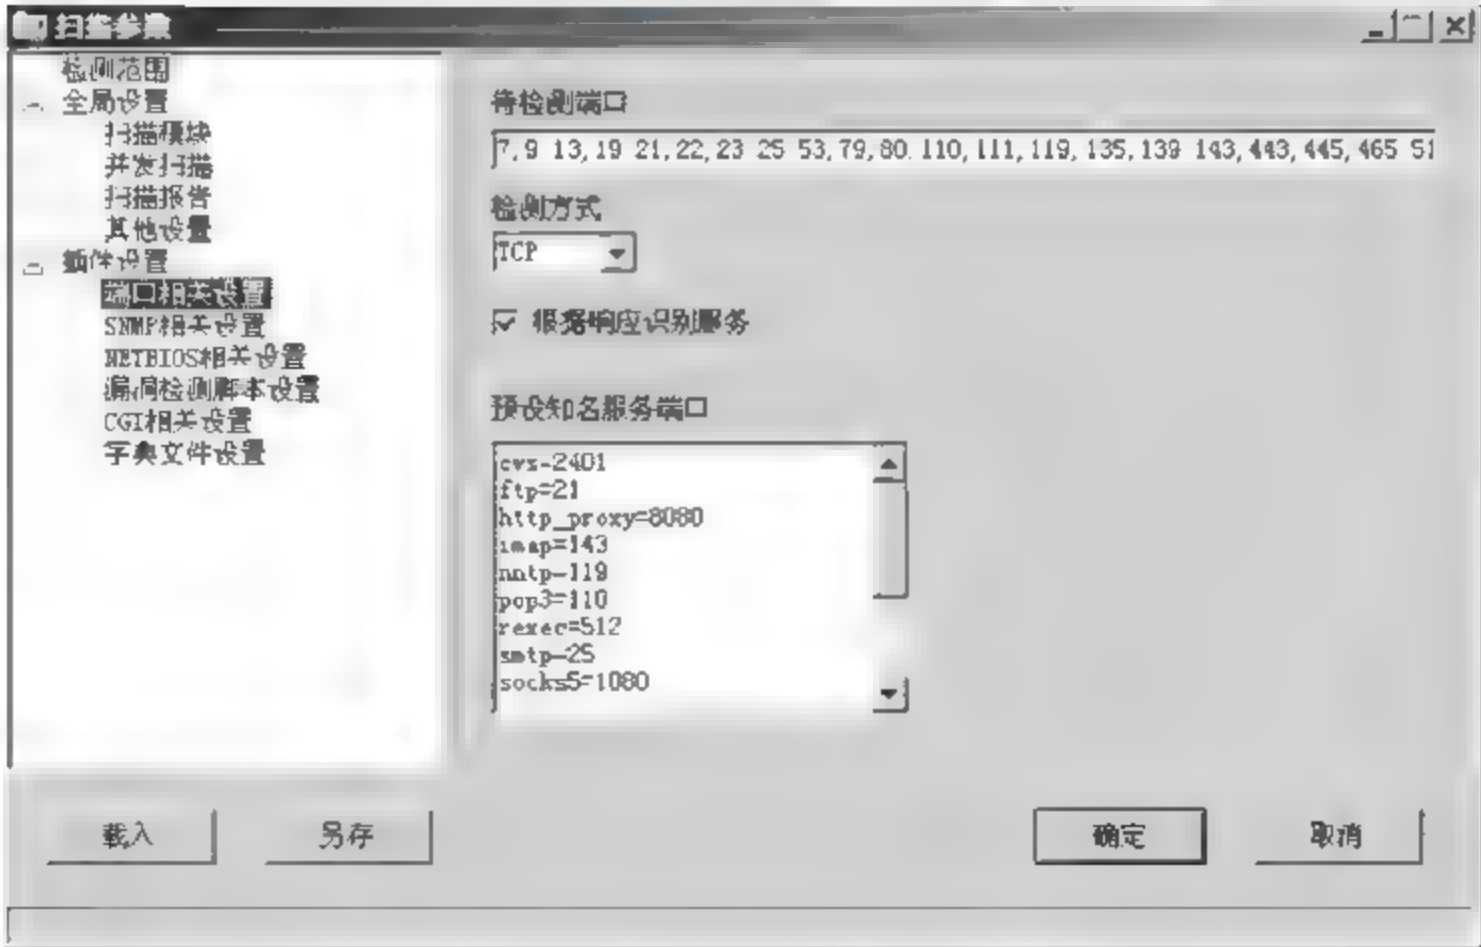 扫描参数
检测范围
全局设置
扫描模块
并发扫描
扫描报告
其他设置
插件设置
端口相关设置
SNMP相关设置
NETBIOS相关设置
漏洞检测脚本设置
CGI相关设置
字典文件设置
待检测端口
7,9 13,19 21,22,23 25 53,79,80.110,111,119,135,139 143,443,445,465 51
检测方式
TCP
根据响应识别服务
预设知名服务端口
cvs=2401
ftp=21
http_proxy=8080
imap=143
nntp=119
pop3=110
rexec=512
smtp=25
socks5=1080
载入
另存
确定
取消